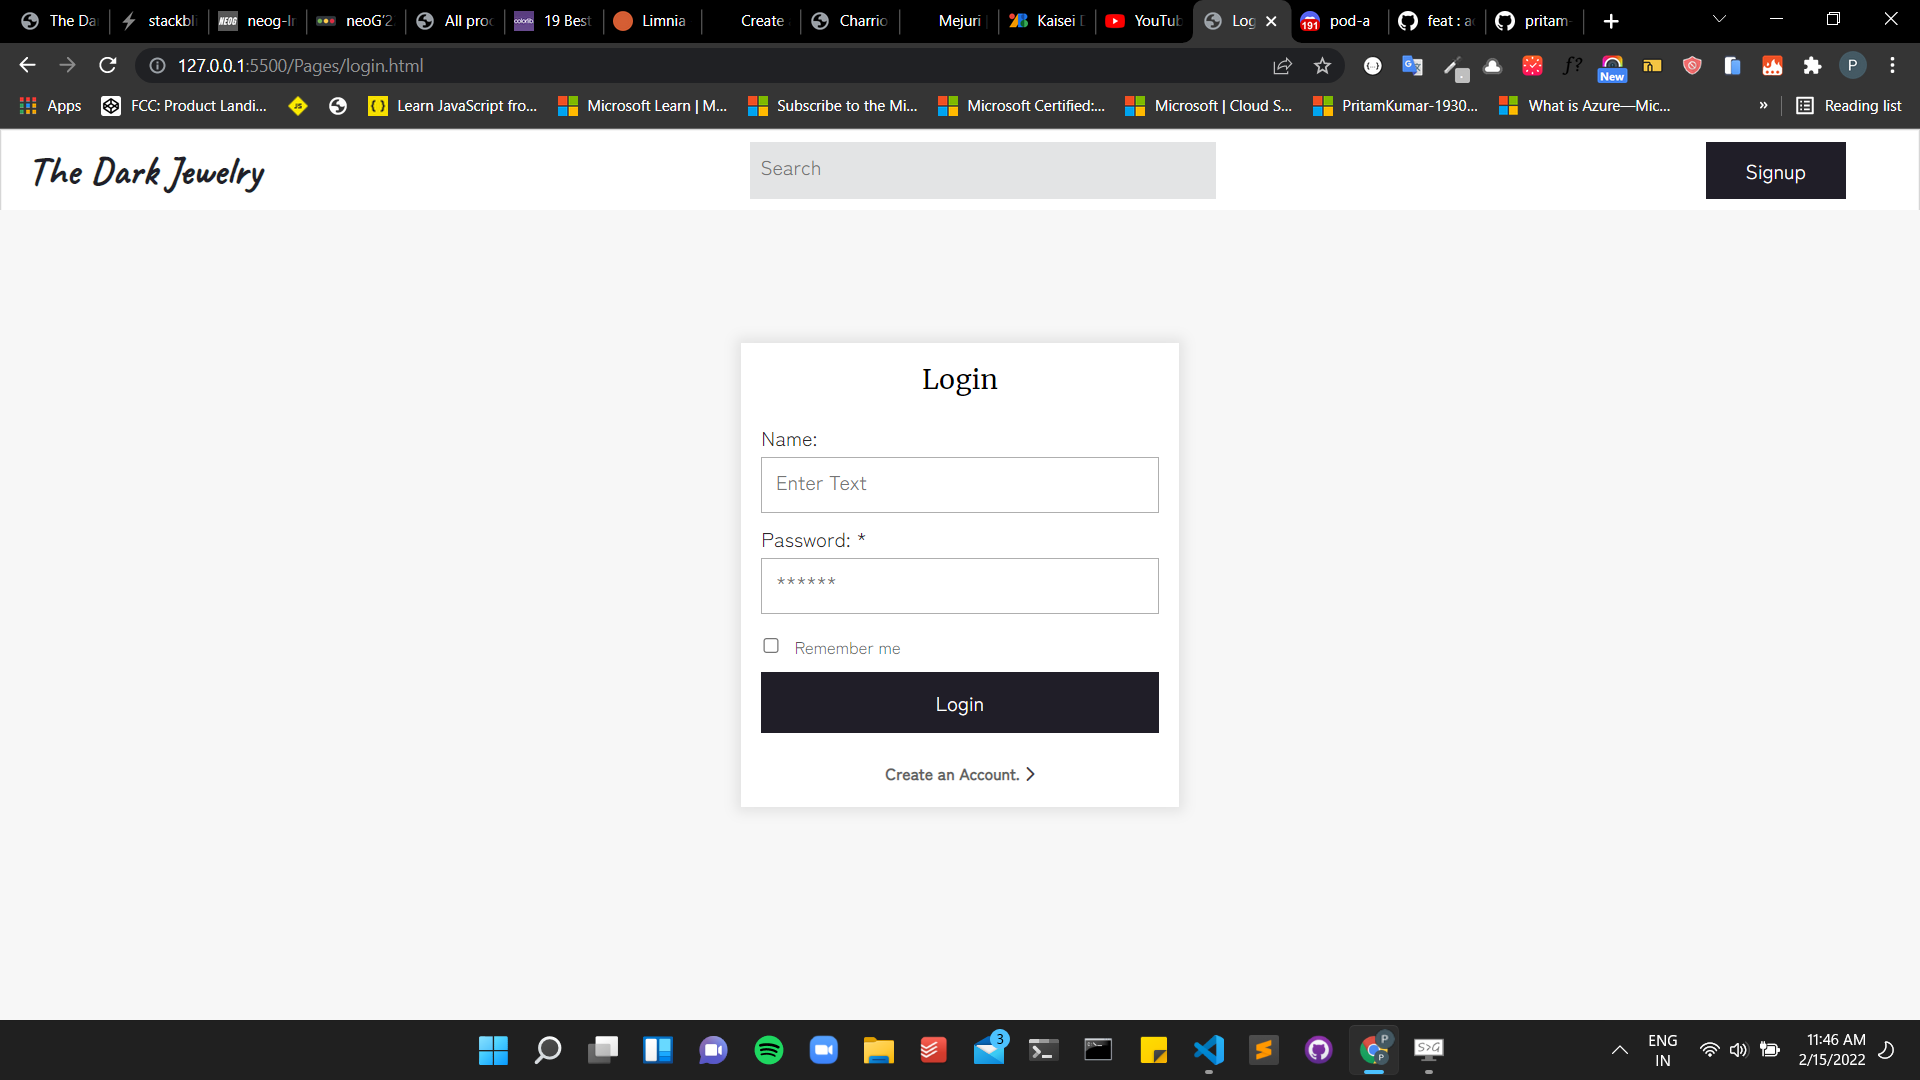 The Da
stackbli
neog-Ir
neoG'2
All proc
19 Best
Limnia
Create
Charrio
Mejuri
Kaisei D
YouTub
Log
pod-a
feat : a
pritam-
127.0.0.1:5500/Pages/login.html
New
P
Apps
FCC: Product Landi...
Learn JavaScript fro...
Microsoft Learn | M...
Subscribe to the Mi...
Microsoft Certified:...
Microsoft | Cloud S...
PritamKumar-1930...
What is Azure—Mic...
»
Reading list
The Dark Jewelry
Search
Signup
Login
Name:
Enter Text
Password: *
******
Remember me
Login
Create an Account.
3
ENG
IN
11:46 AM
2/15/2022